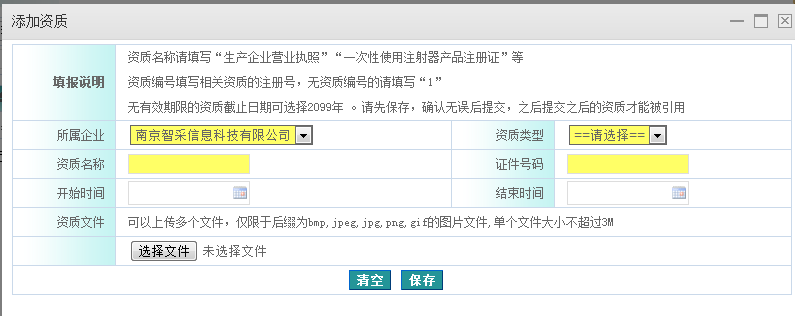 添加资质
资质名称请填写“生产企业营业执照”“一次性使用注射器产品注册证”等
填报说明 资质编号填写相关资质的注册号，无资质编号的请填写“1”
无有效期限的资质截止日期可选择2099年 。请先保存，确认无误后提交，之后提交之后的资质才能被引用
所属企业 南京智采信息科技有限公司 资质类型 ==请选择==
资质名称 证件号码
开始时间 结束时间
资质文件 可以上传多个文件，仅限于后缀为bmp,jpeg,jpg,png,gif的图片文件,单个文件大小不超过3M
选择文件 未选择文件
清空 保存